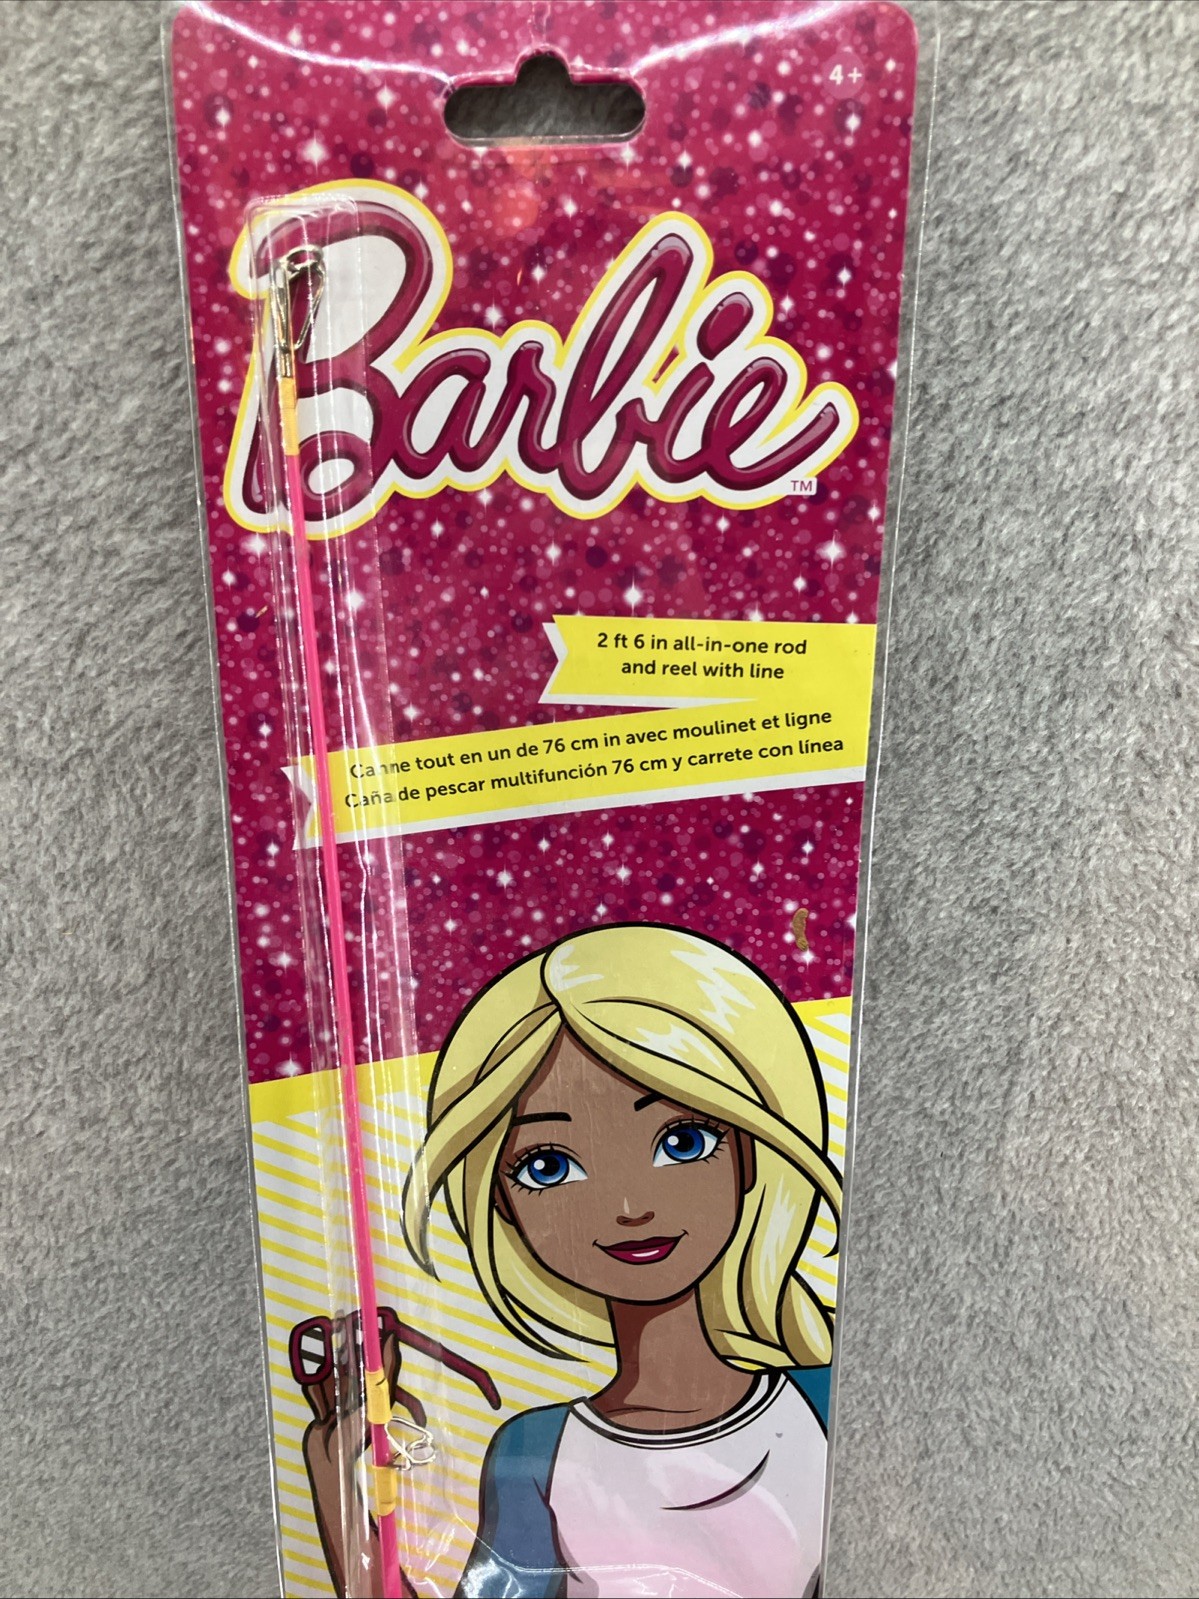 4+
Barbie
TM
2 ft 6 in all-in-one rod
and reel with line
Canne tout en un de 76 cm in avec moulinet et ligne
Caña de pescar multifunción 76 cm y carrete con línea